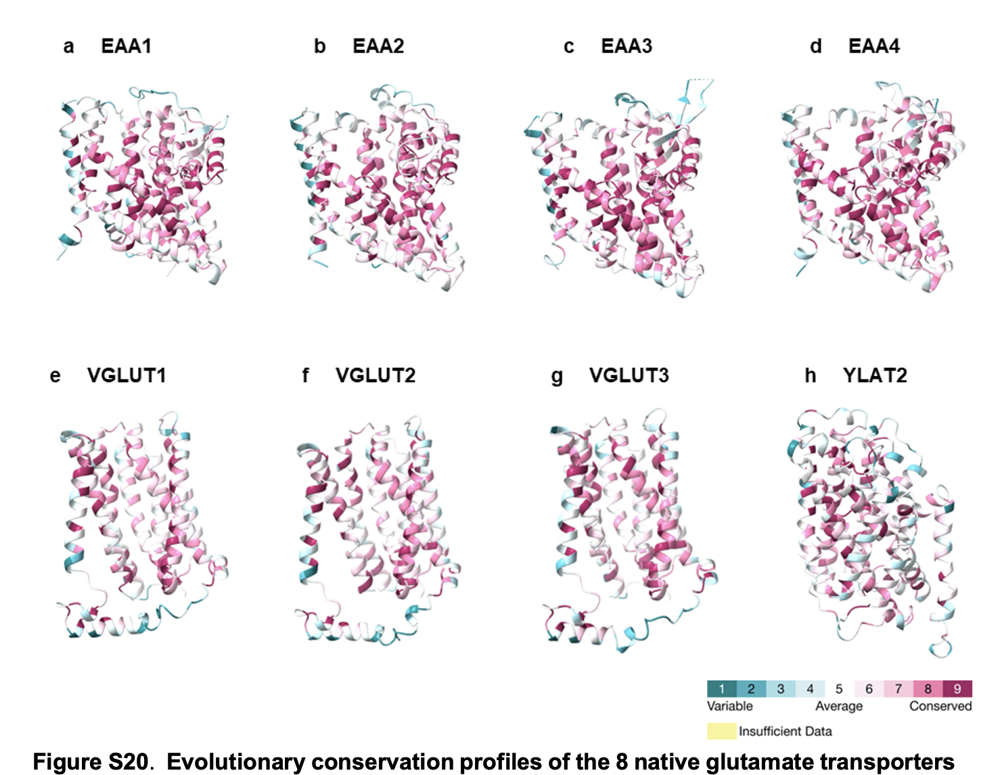 a EAA1 b EAA2 c EAA3 d EAA4
e VGLUT1 f VGLUT2 g VGLUT3 h YLAT2
1 2 3 4 5 6 7 8 9
Variable Average Conserved
Insufficient Data
Figure S20. Evolutionary conservation profiles of the 8 native glutamate transporters